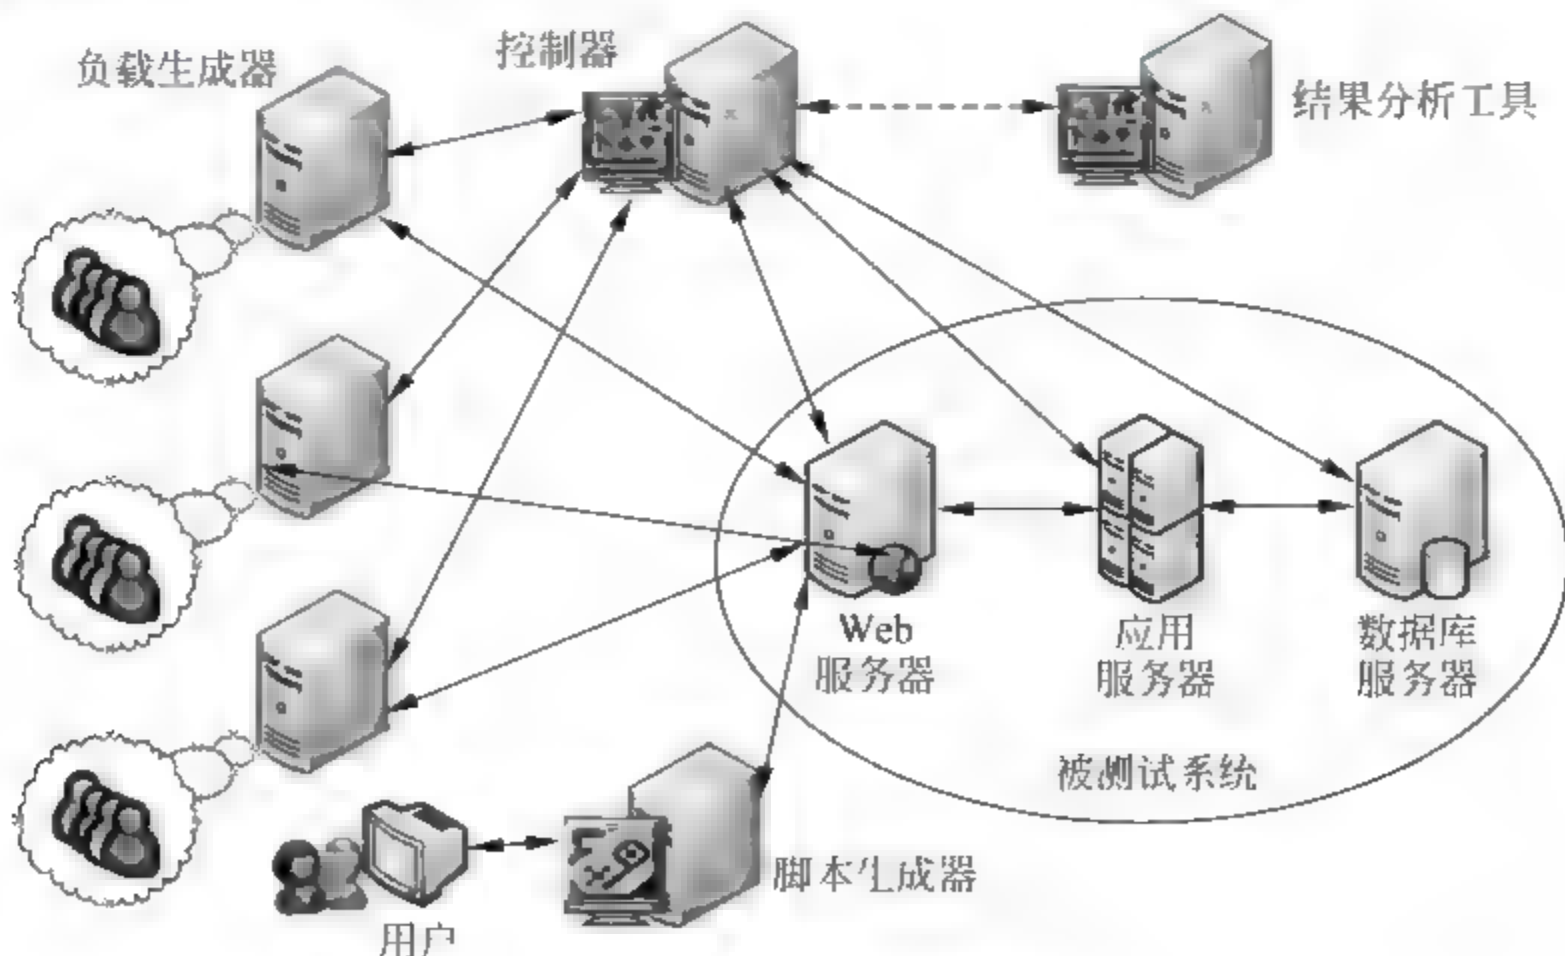 负载生成器
控制器
结果分析工具
Web
服务器
应用
服务器
数据库
服务器
被测试系统
脚本生成器
用户